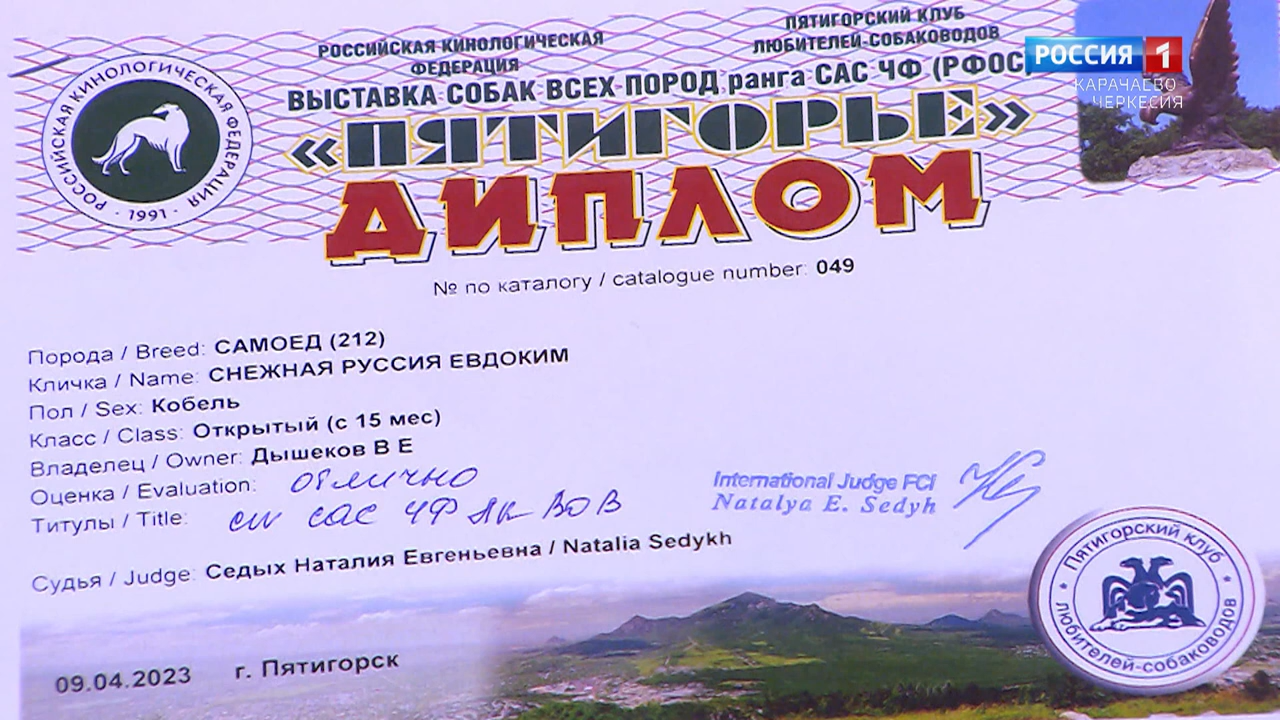 РОССИЙСКАЯ КИНОЛОГИЧЕСКАЯ ФЕДЕРАЦИЯ
· 1991 ·
РОССИЙСКАЯ КИНОЛОГИЧЕСКАЯ
ФЕДЕРАЦИЯ
ПЯТИГОРСКИЙ КЛУБ
ЛЮБИТЕЛЕЙ-СОБАКОВОДОВ
РОССИЯ 1
КАРАЧАЕВО
ЧЕРКЕСИЯ
ВЫСТАВКА СОБАК ВСЕХ ПОРОД ранга САС ЧФ (РФОС)
«ПЯТИГОРЬЕ»
ДИПЛОМ
№ по каталогу / catalogue number: 049
Порода / Breed: САМОЕД (212)
Кличка / Name: СНЕЖНАЯ РУССИЯ ЕВДОКИМ
Пол / Sex: Кобель
Класс / Class: Открытый (с 15 мес)
Владелец / Owner: Дышеков В Е
Оценка / Evaluation: отлично
Титулы / Title: CW CAC ЧФ ЛК BOB
International Judge FCI
Natalya E. Sedyh
Судья / Judge: Седых Наталия Евгеньевна / Natalia Sedykh
09.04.2023 г. Пятигорск
Пятигорский клуб
любителей-собаководов